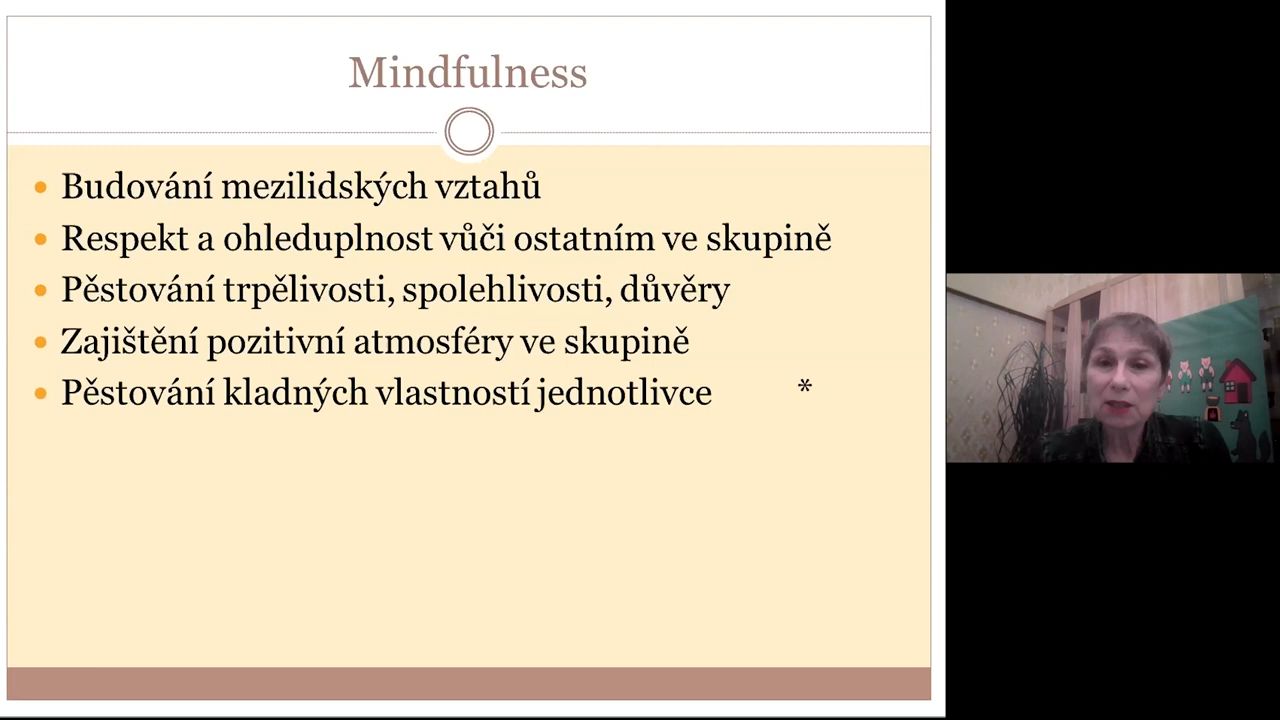 Mindfulness
Budování mezilidských vztahů
Respekt a ohleduplnost vůči ostatním ve skupině
Pěstování trpělivosti, spolehlivosti, důvěry
Zajištění pozitivní atmosféry ve skupině
Pěstování kladných vlastností jednotlivce *